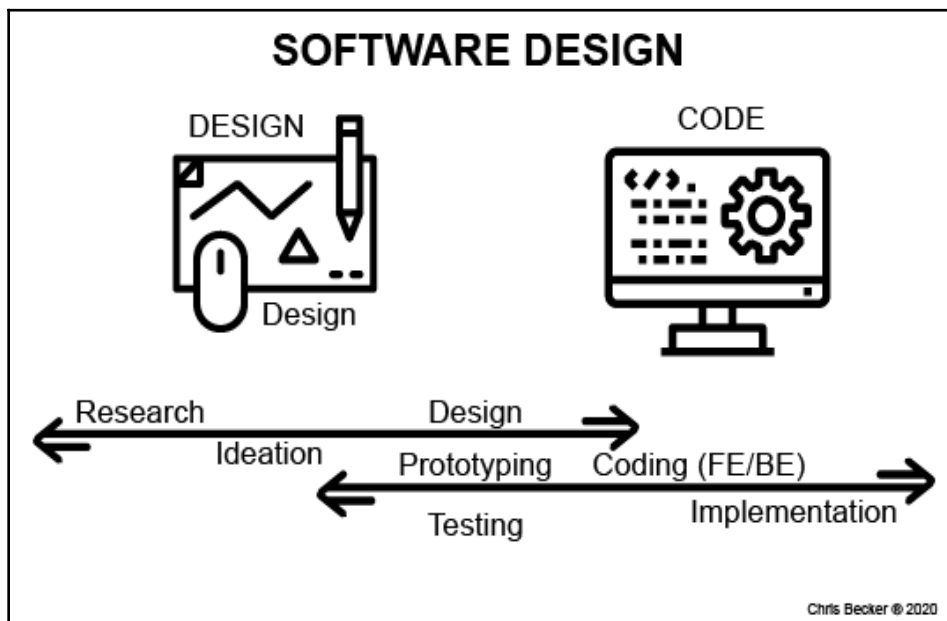 SOFTWARE DESIGN
DESIGN
CODE
</>.
Design
Research
Design
Ideation
Prototyping
Coding (FE/BE)
Testing
Implementation
Chris Becker ® 2020